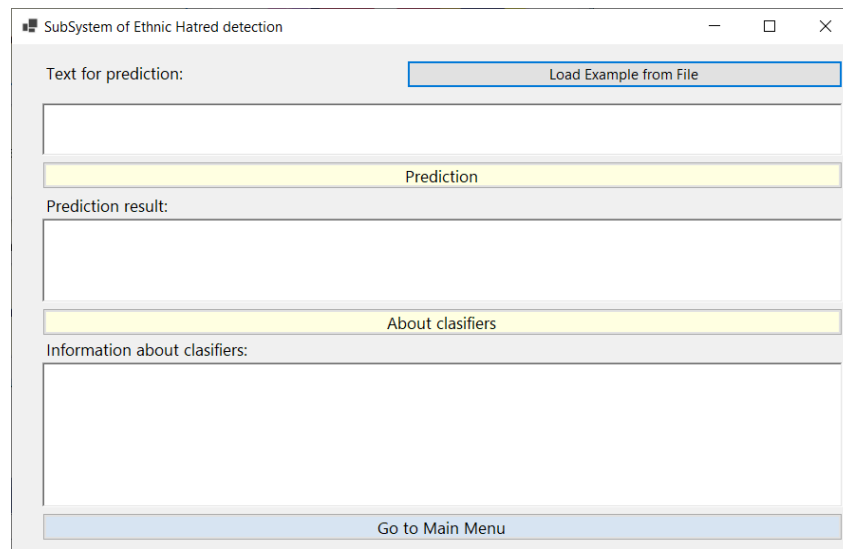 SubSystem of Ethnic Hatred detection
Text for prediction:
Load Example from File
Prediction
Prediction result:
About clasifiers
Information about clasifiers:
Go to Main Menu